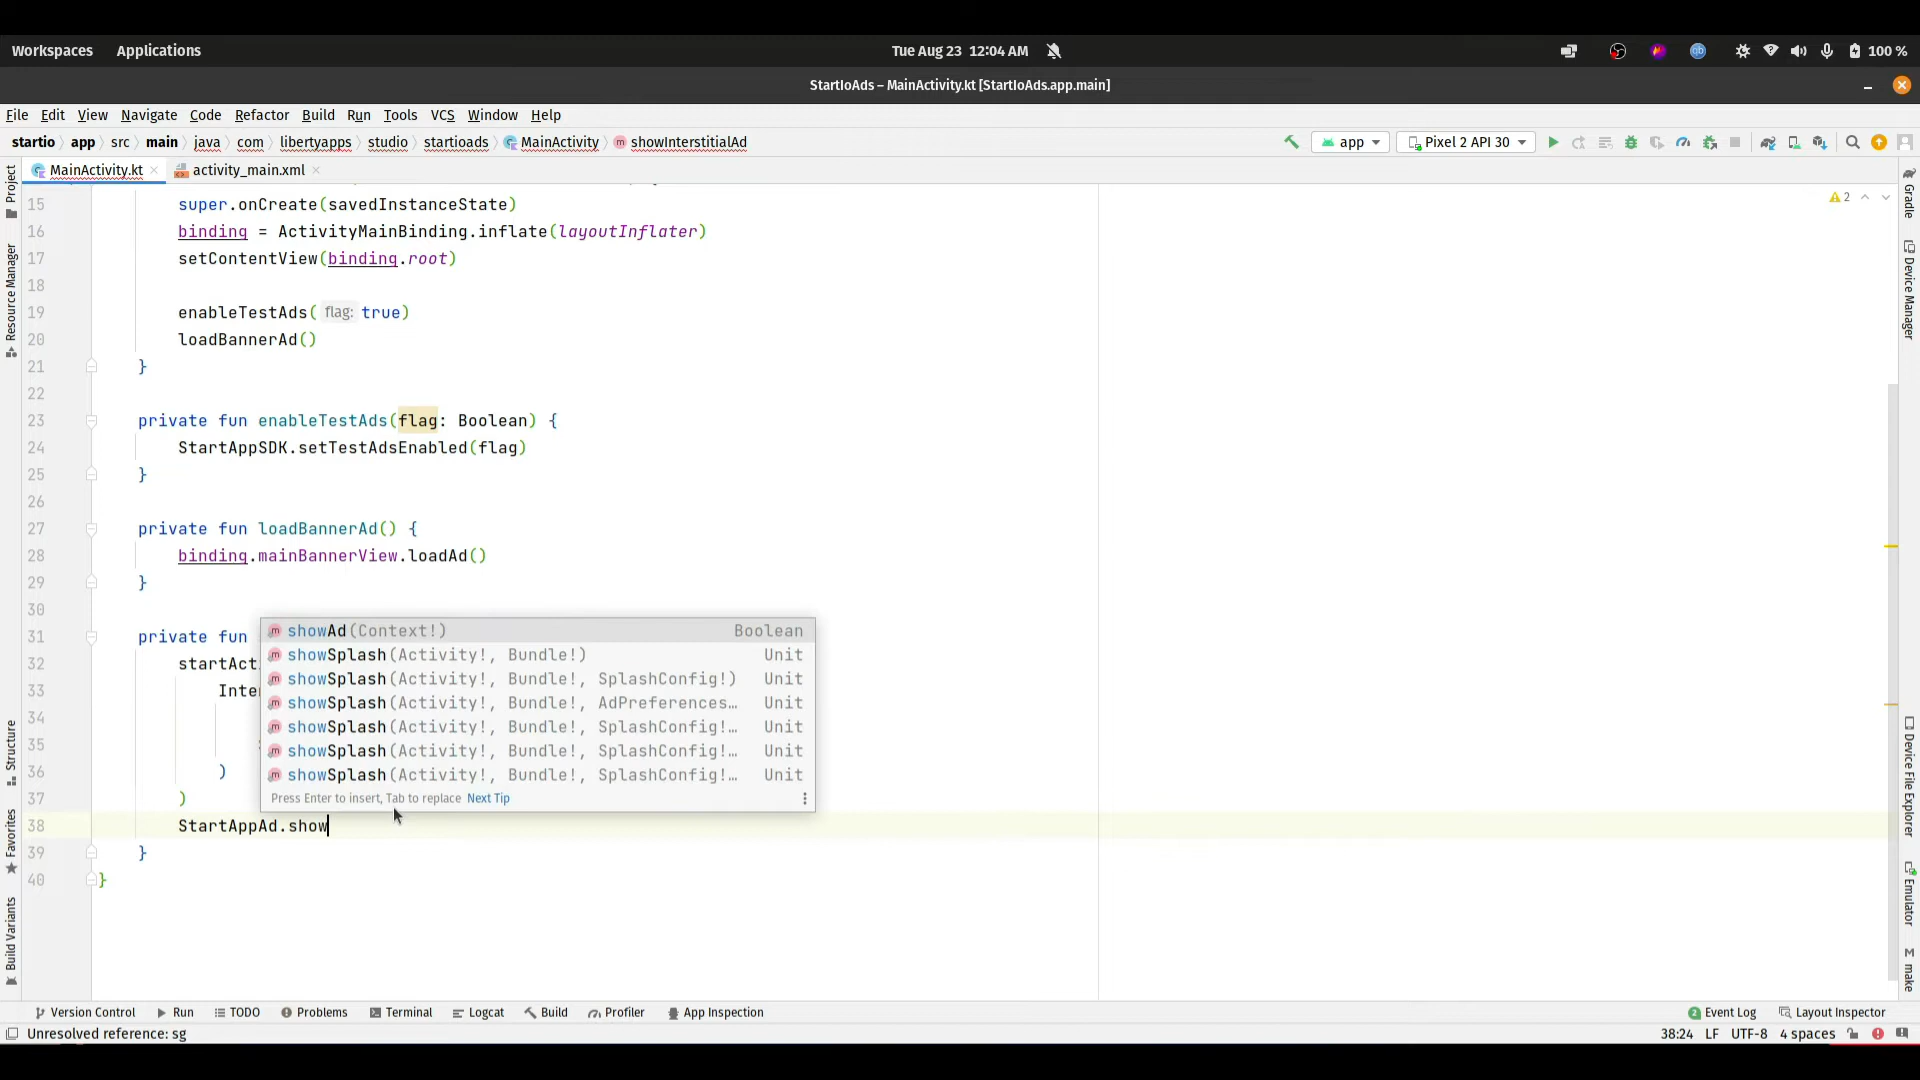 Workspaces Applications Tue Aug 23 12:04 AM 100 %
StartIoAds – MainActivity.kt [StartIoAds.app.main]
File Edit View Navigate Code Refactor Build Run Tools VCS Window Help
startio app src main java com libertyapps studio startioads MainActivity showInterstitialAd app Pixel 2 API 30
MainActivity.kt activity_main.xml
2
15 super.onCreate(savedInstanceState)
16 binding = ActivityMainBinding.inflate(layoutInflater)
17 setContentView(binding.root)
18
19 enableTestAds( flag: true)
20 loadBannerAd()
21 }
22
23 private fun enableTestAds(flag: Boolean) {
24 StartAppSDK.setTestAdsEnabled(flag)
25 }
26
27 private fun loadBannerAd() {
28 binding.mainBannerView.loadAd()
29 }
30
31 private fun
32 startAct
33 Inte
34
35
36 )
37 )
38 StartAppAd.show
39 }
40 }
showAd(Context!) Boolean
showSplash(Activity!, Bundle!) Unit
showSplash(Activity!, Bundle!, SplashConfig!) Unit
showSplash(Activity!, Bundle!, AdPreferences… Unit
showSplash(Activity!, Bundle!, SplashConfig!… Unit
showSplash(Activity!, Bundle!, SplashConfig!… Unit
showSplash(Activity!, Bundle!, SplashConfig!… Unit
Press Enter to insert, Tab to replace Next Tip
Project
Resource Manager
Structure
Favorites
Build Variants
Gradle
Device Manager
Device File Explorer
Emulator
make
Version Control Run TODO Problems Terminal Logcat Build Profiler App Inspection 2 Event Log Layout Inspector
Unresolved reference: sg 38:24 LF UTF-8 4 spaces